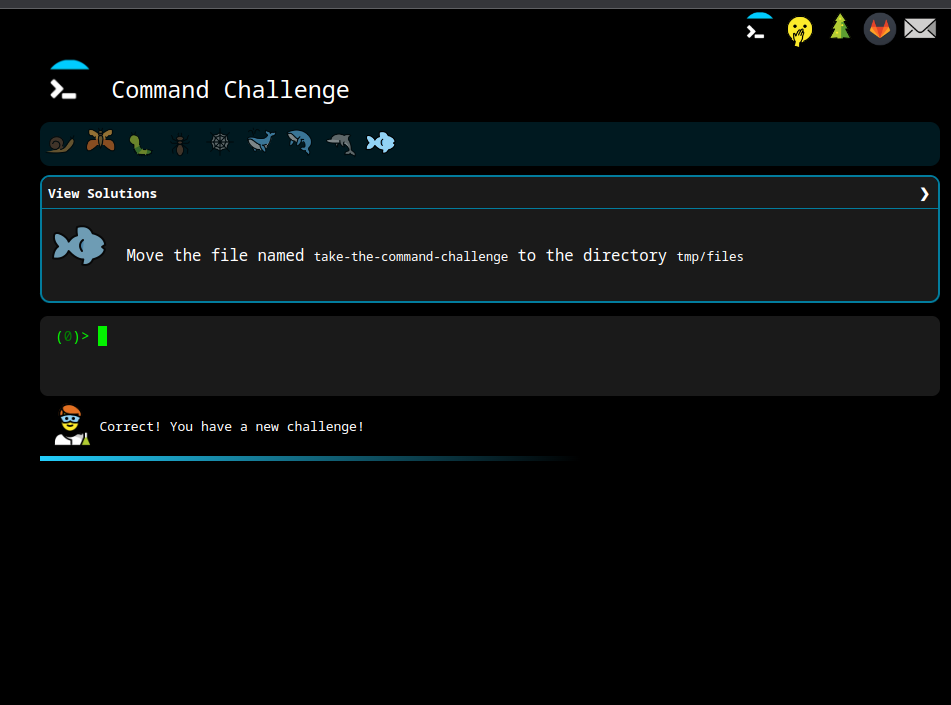 Command Challenge
View Solutions ❯
Move the file named take-the-command-challenge to the directory tmp/files
(0)>
Correct! You have a new challenge!